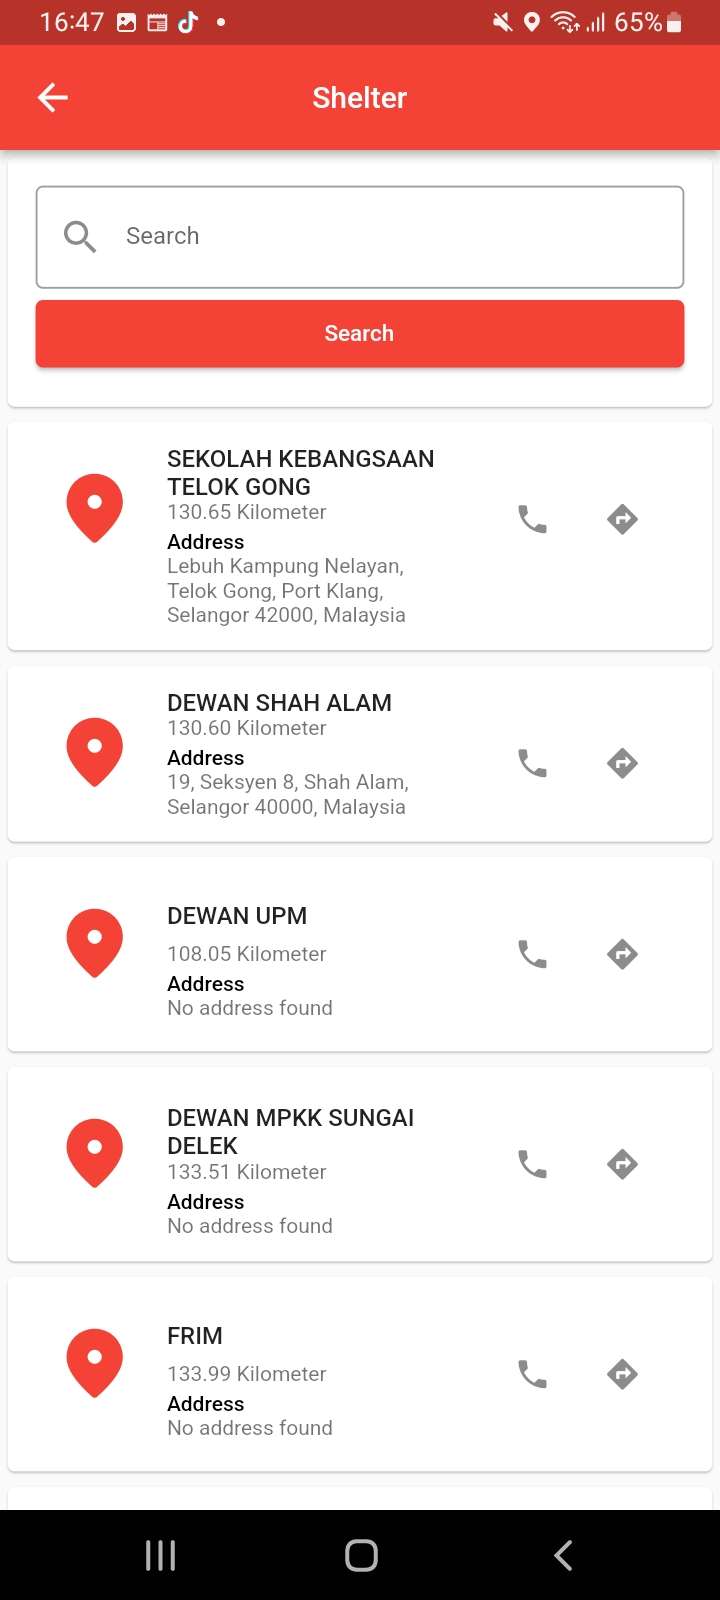 16:47
65%
Shelter
Search
Search
SEKOLAH KEBANGSAAN
TELOK GONG
130.65 Kilometer
Address
Lebuh Kampung Nelayan,
Telok Gong, Port Klang,
Selangor 42000, Malaysia
DEWAN SHAH ALAM
130.60 Kilometer
Address
19, Seksyen 8, Shah Alam,
Selangor 40000, Malaysia
DEWAN UPM
108.05 Kilometer
Address
No address found
DEWAN MPKK SUNGAI
DELEK
133.51 Kilometer
Address
No address found
FRIM
133.99 Kilometer
Address
No address found